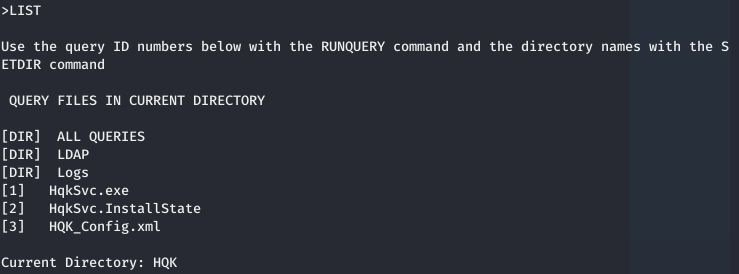 >LIST
Use the query ID numbers below with the RUNQUERY command and the directory names with the S
ETDIR command
QUERY FILES IN CURRENT DIRECTORY
[DIR]  ALL QUERIES
[DIR]  LDAP
[DIR]  Logs
[1]   HqkSvc.exe
[2]   HqkSvc.InstallState
[3]   HQK_Config.xml
Current Directory: HQK